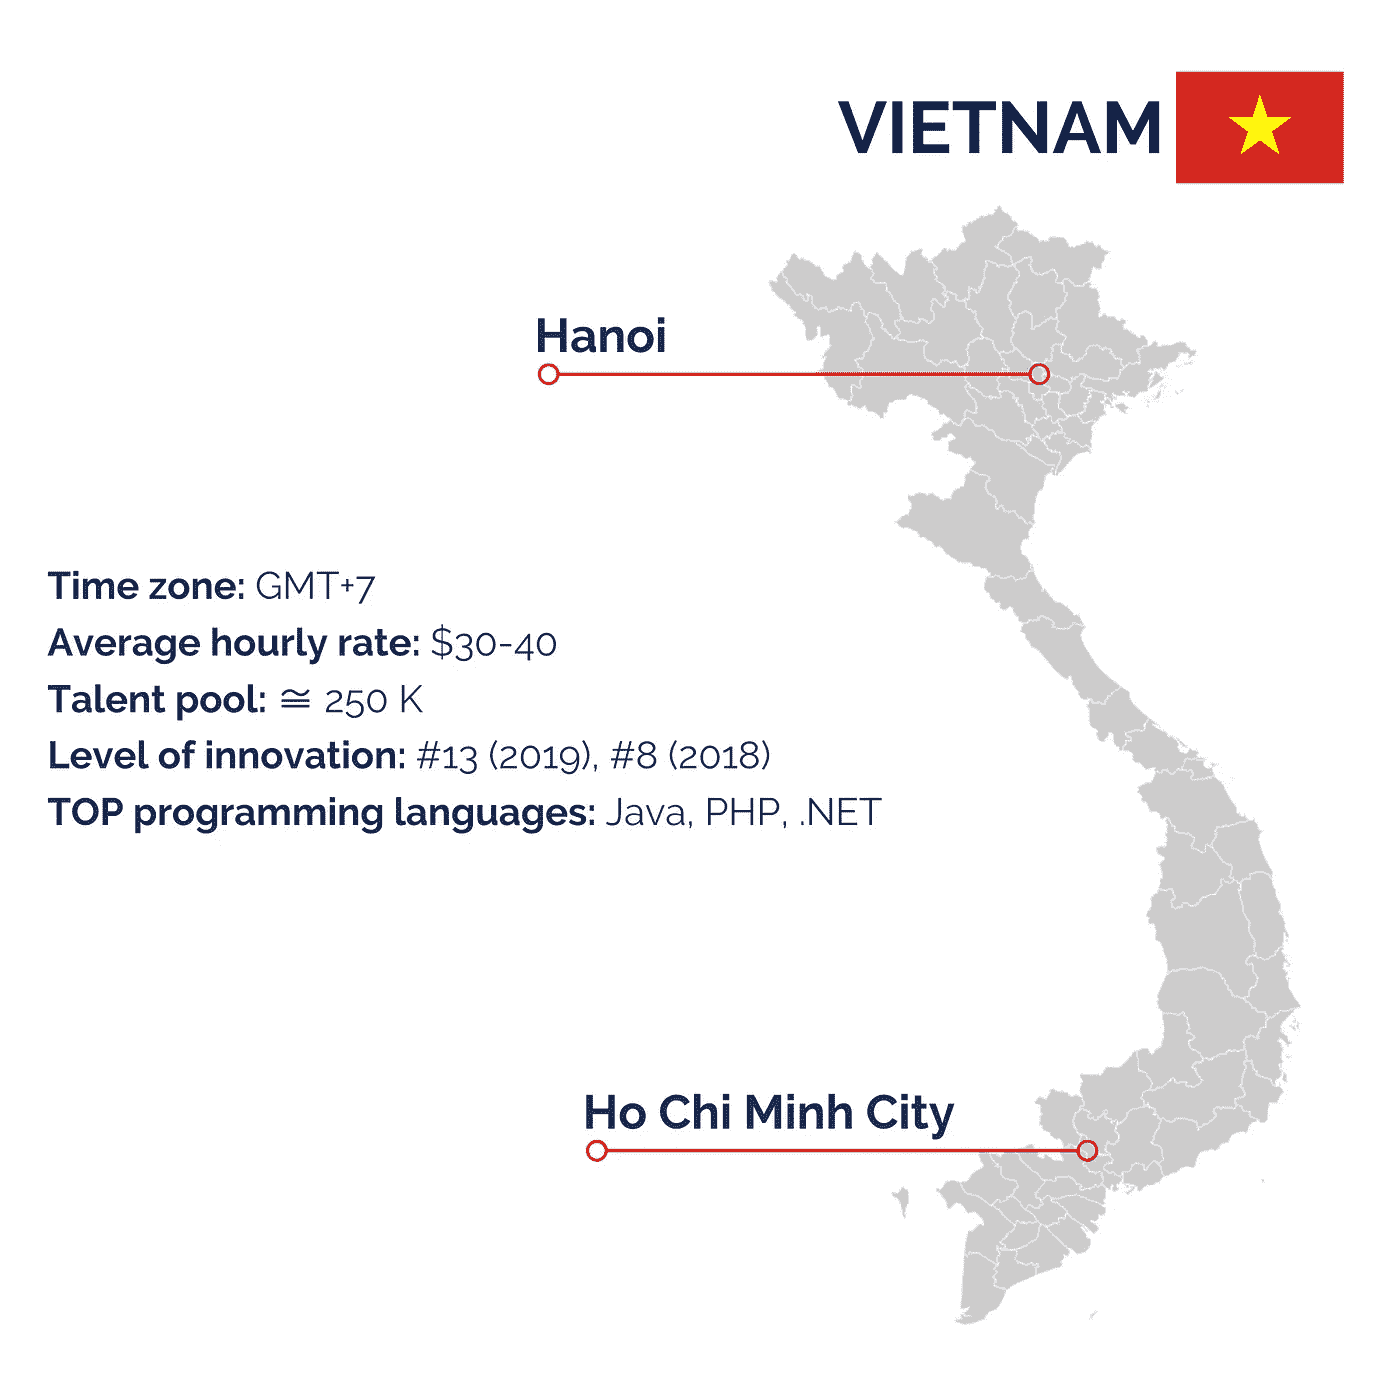 VIETNAM
Hanoi
Time zone: GMT+7
Average hourly rate: $30-40
Talent pool: ≅ 250 K
Level of innovation: #13 (2019), #8 (2018)
TOP programming languages: Java, PHP, .NET
Ho Chi Minh City